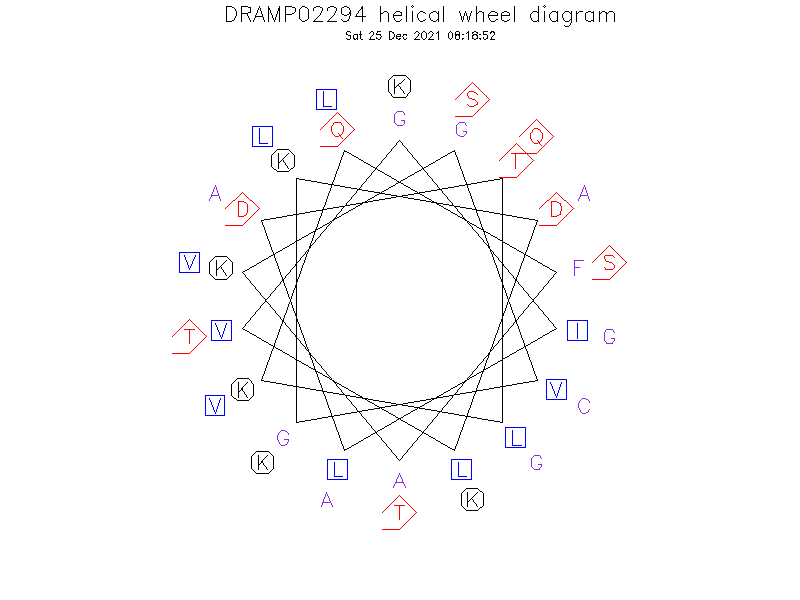 DRAMP02294 helical wheel diagram
Sat 25 Dec 2021 08:18:52
K
L S
G
L Q G Q
K T
A A
D D
V K F S
T V I G
K V
V C
G L
K G
L L
A A K
T